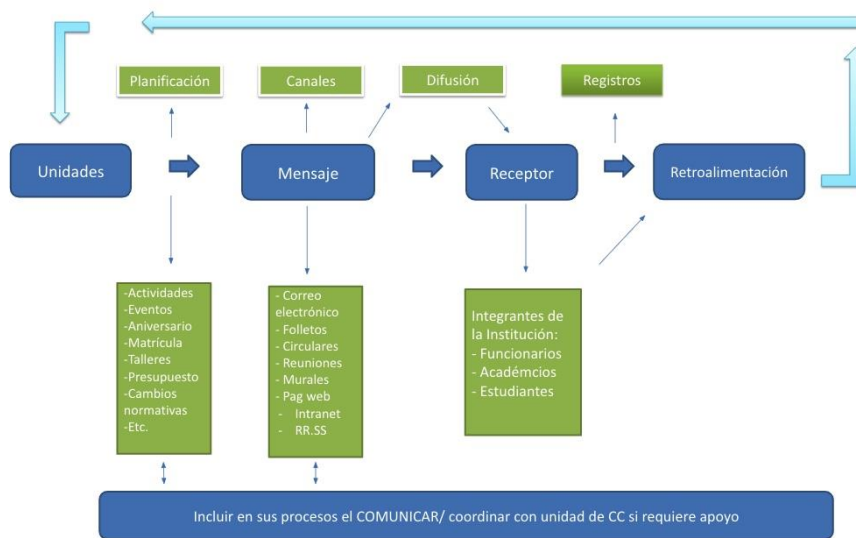 Planificación
Canales
Difusión
Registros
Unidades
Mensaje
Receptor
Retroalimentación
-Actividades
-Eventos
-Aniversario
-Matrícula
-Talleres
-Presupuesto
-Cambios
normativas
-Etc.
- Correo
electrónico
- Folletos
- Circulares
- Reuniones
- Murales
- Pag web
- Intranet
- RR.SS
Integrantes de
la Institución:
- Funcionarios
- Académcios
- Estudiantes
Incluir en sus procesos el COMUNICAR/ coordinar con unidad de CC si requiere apoyo